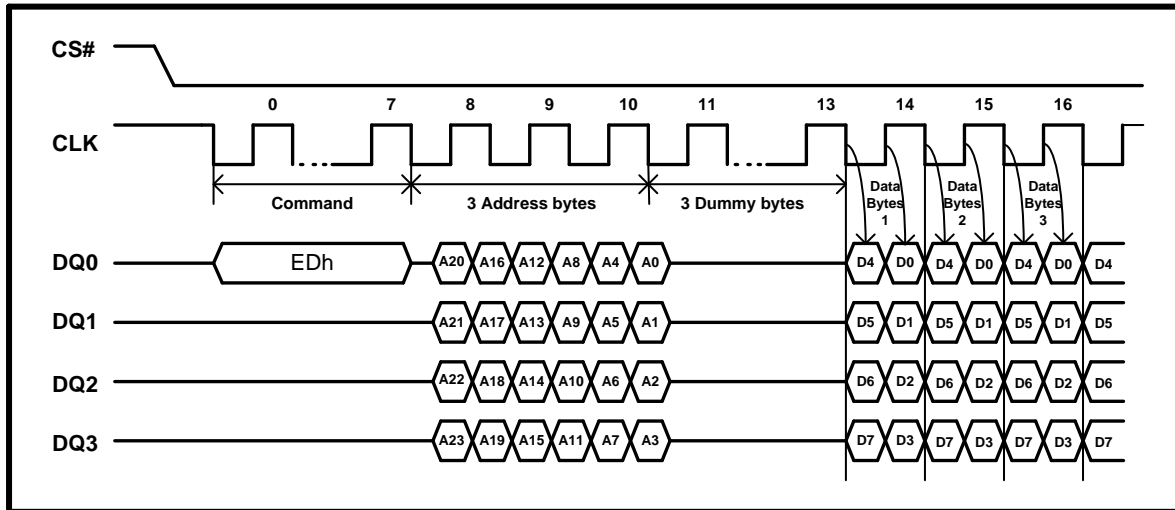 CS#
0 7 8 9 10 11 13 14 15 16
CLK
Command 3 Address bytes 3 Dummy bytes
Data Bytes 1
Data Bytes 2
Data Bytes 3
DQ0 EDh A20 A16 A12 A8 A4 A0 D4 D0 D4 D0 D4 D0 D4
DQ1 A21 A17 A13 A9 A5 A1 D5 D1 D5 D1 D5 D1 D5
DQ2 A22 A18 A14 A10 A6 A2 D6 D2 D6 D2 D6 D2 D6
DQ3 A23 A19 A15 A11 A7 A3 D7 D3 D7 D3 D7 D3 D7